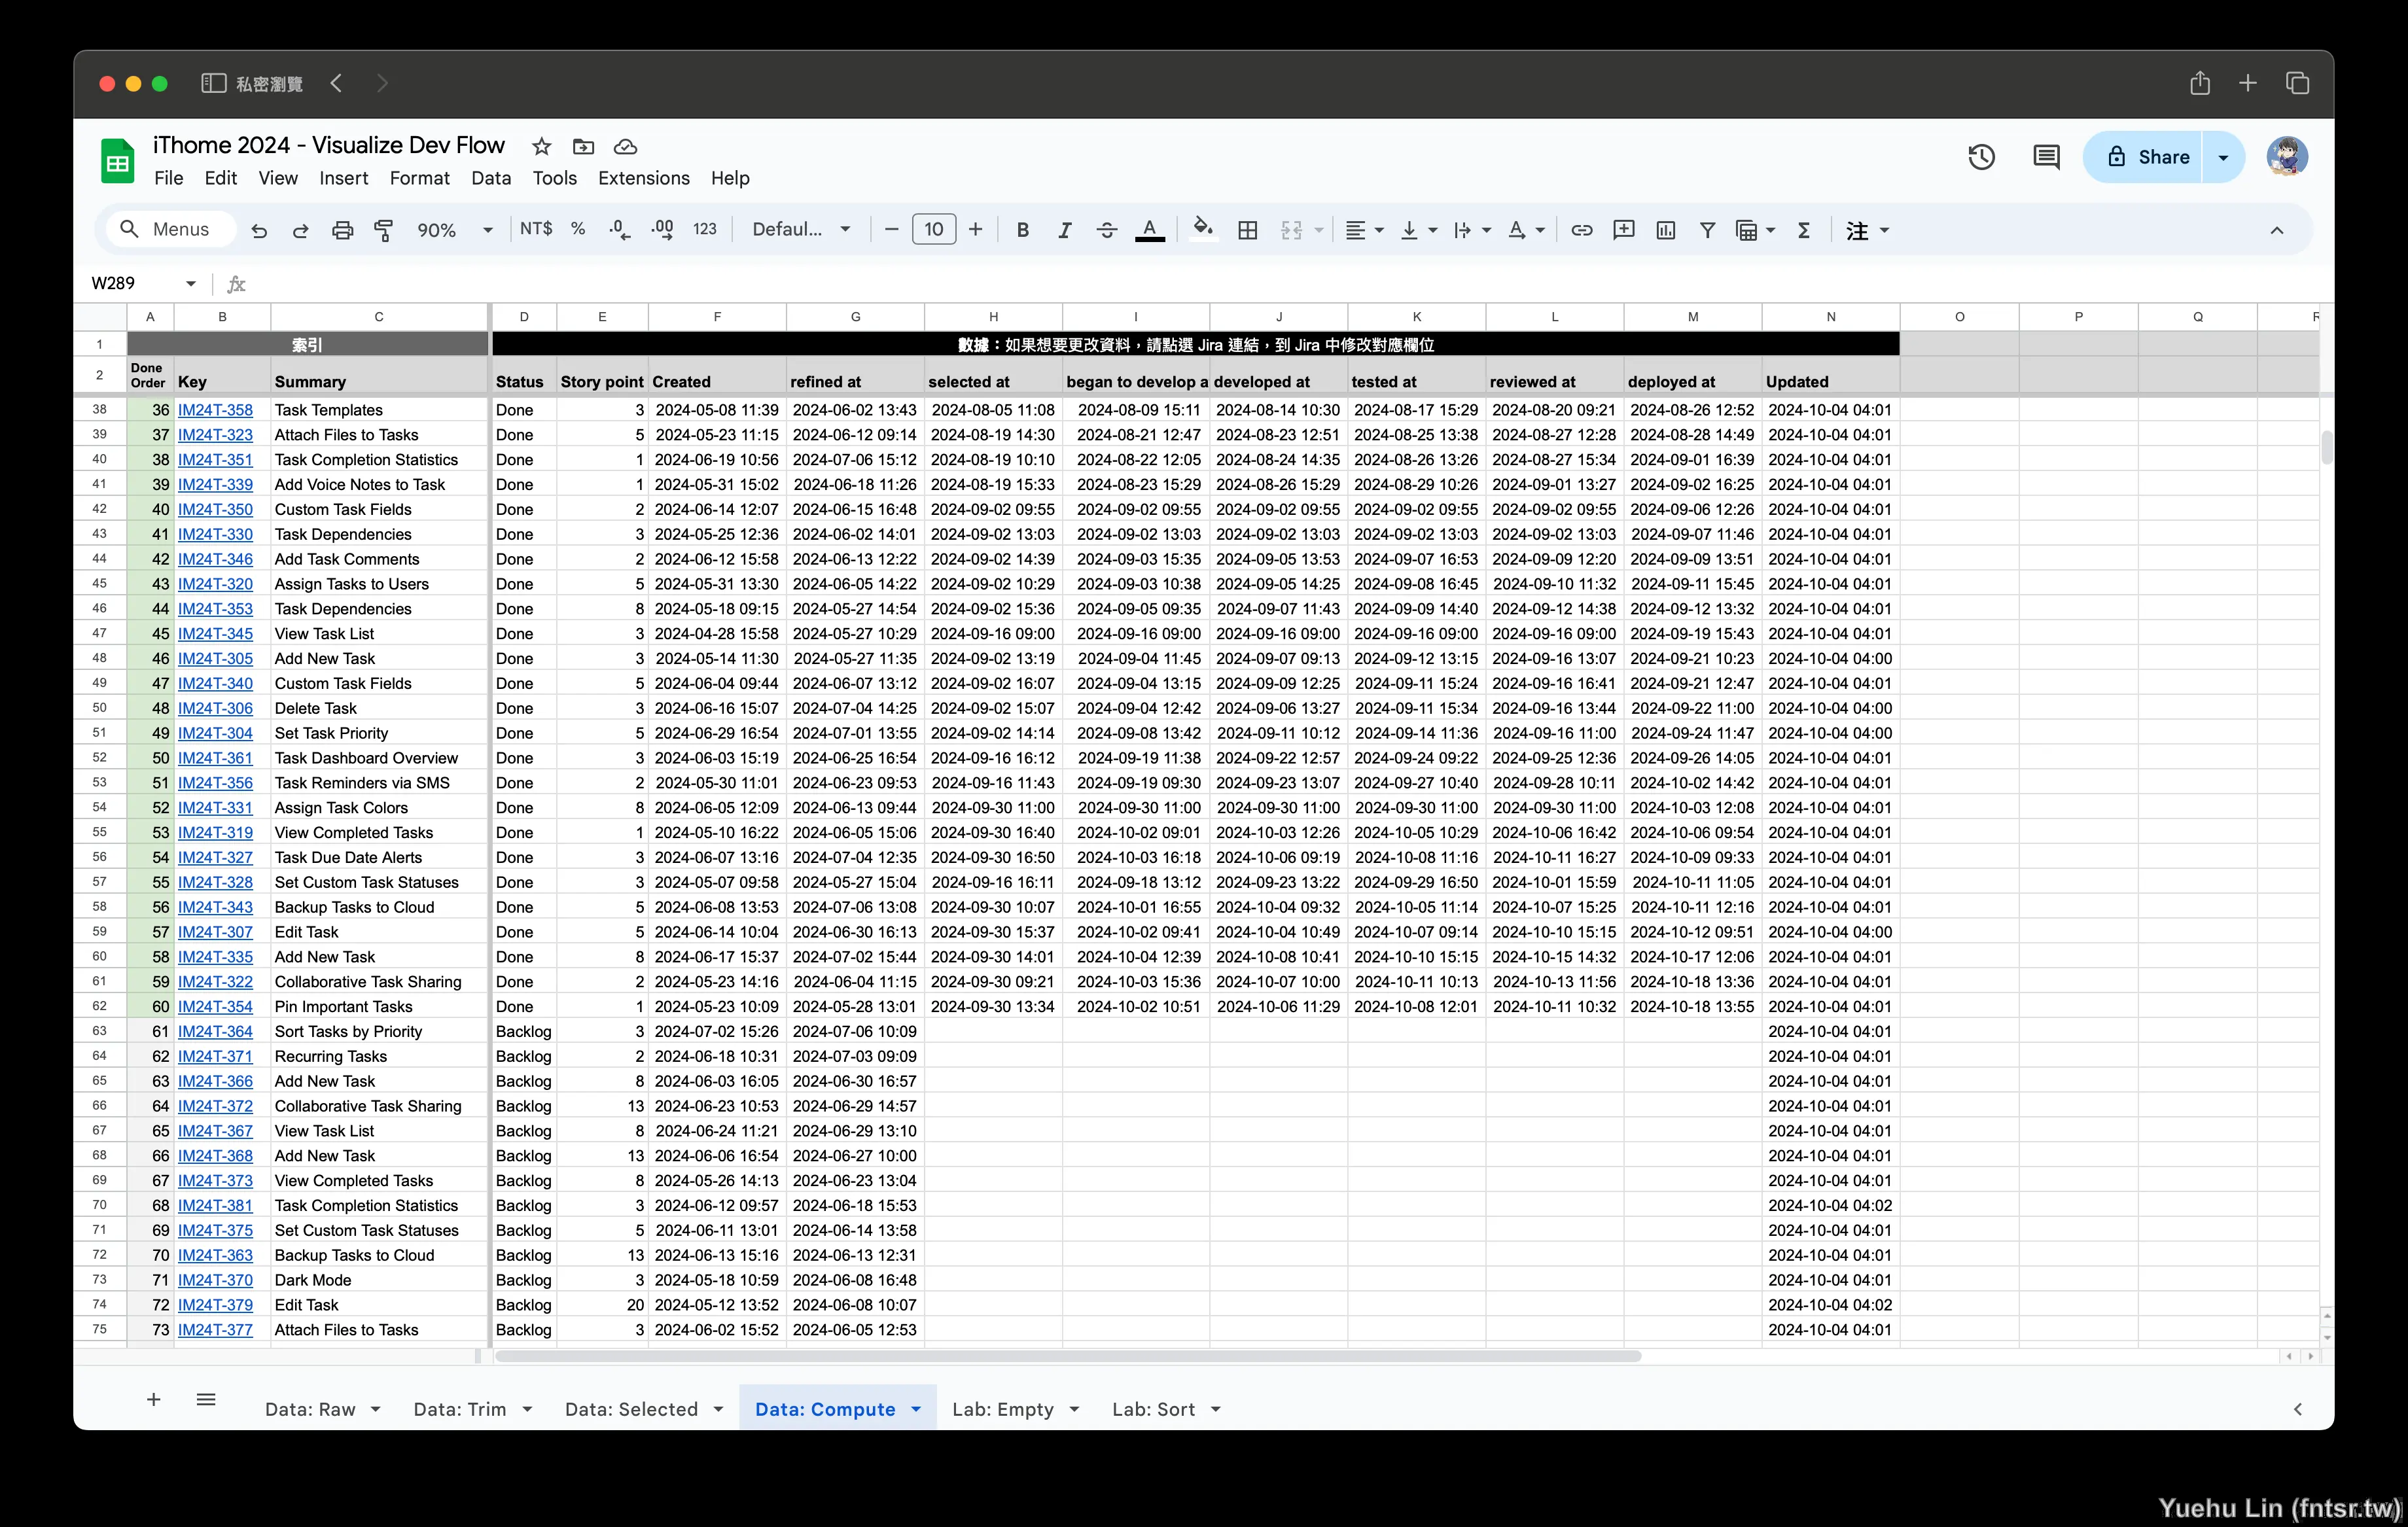 私密瀏覽
iThome 2024 - Visualize Dev Flow
File Edit View Insert Format Data Tools Extensions Help
Share
Menus 90% NT$ % .0 .00 123 Defaul... 10 B I A Σ 注
W289 fx
A B C D E F G H I J K L M N O P Q R
1 索引 數據：如果想要更改資料，請點選 Jira 連結，到 Jira 中修改對應欄位
2 Done Order Key Summary Status Story point Created refined at selected at began to develop a developed at tested at reviewed at deployed at Updated
38 36 IM24T-358 Task Templates Done 3 2024-05-08 11:39 2024-06-02 13:43 2024-08-05 11:08 2024-08-09 15:11 2024-08-14 10:30 2024-08-17 15:29 2024-08-20 09:21 2024-08-26 12:52 2024-10-04 04:01
39 37 IM24T-323 Attach Files to Tasks Done 5 2024-05-23 11:15 2024-06-12 09:14 2024-08-19 14:30 2024-08-21 12:47 2024-08-23 12:51 2024-08-25 13:38 2024-08-27 12:28 2024-08-28 14:49 2024-10-04 04:01
40 38 IM24T-351 Task Completion Statistics Done 1 2024-06-19 10:56 2024-07-06 15:12 2024-08-19 10:10 2024-08-22 12:05 2024-08-24 14:35 2024-08-26 13:26 2024-08-27 15:34 2024-09-01 16:39 2024-10-04 04:01
41 39 IM24T-339 Add Voice Notes to Task Done 1 2024-05-31 15:02 2024-06-18 11:26 2024-08-19 15:33 2024-08-23 15:29 2024-08-26 15:29 2024-08-29 10:26 2024-09-01 13:27 2024-09-02 16:25 2024-10-04 04:01
42 40 IM24T-350 Custom Task Fields Done 2 2024-06-14 12:07 2024-06-15 16:48 2024-09-02 09:55 2024-09-02 09:55 2024-09-02 09:55 2024-09-02 09:55 2024-09-02 09:55 2024-09-06 12:26 2024-10-04 04:01
43 41 IM24T-330 Task Dependencies Done 3 2024-05-25 12:36 2024-06-02 14:01 2024-09-02 13:03 2024-09-02 13:03 2024-09-02 13:03 2024-09-02 13:03 2024-09-02 13:03 2024-09-07 11:46 2024-10-04 04:01
44 42 IM24T-346 Add Task Comments Done 2 2024-06-12 15:58 2024-06-13 12:22 2024-09-02 14:39 2024-09-03 15:35 2024-09-05 13:53 2024-09-07 16:53 2024-09-09 12:20 2024-09-09 13:51 2024-10-04 04:01
45 43 IM24T-320 Assign Tasks to Users Done 5 2024-05-31 13:30 2024-06-05 14:22 2024-09-02 10:29 2024-09-03 10:38 2024-09-05 14:25 2024-09-08 16:45 2024-09-10 11:32 2024-09-11 15:45 2024-10-04 04:01
46 44 IM24T-353 Task Dependencies Done 8 2024-05-18 09:15 2024-05-27 14:54 2024-09-02 15:36 2024-09-05 09:35 2024-09-07 11:43 2024-09-09 14:40 2024-09-12 14:38 2024-09-12 13:32 2024-10-04 04:01
47 45 IM24T-345 View Task List Done 3 2024-04-28 15:58 2024-05-27 10:29 2024-09-16 09:00 2024-09-16 09:00 2024-09-16 09:00 2024-09-16 09:00 2024-09-16 09:00 2024-09-19 15:43 2024-10-04 04:01
48 46 IM24T-305 Add New Task Done 3 2024-05-14 11:30 2024-05-27 11:35 2024-09-02 13:19 2024-09-04 11:45 2024-09-07 09:13 2024-09-12 13:15 2024-09-16 13:07 2024-09-21 10:23 2024-10-04 04:00
49 47 IM24T-340 Custom Task Fields Done 5 2024-06-04 09:44 2024-06-07 13:12 2024-09-02 16:07 2024-09-04 13:15 2024-09-09 12:25 2024-09-11 15:24 2024-09-16 16:41 2024-09-21 12:47 2024-10-04 04:01
50 48 IM24T-306 Delete Task Done 3 2024-06-16 15:07 2024-07-04 14:25 2024-09-02 15:07 2024-09-04 12:42 2024-09-06 13:27 2024-09-11 15:34 2024-09-16 13:44 2024-09-22 11:00 2024-10-04 04:00
51 49 IM24T-304 Set Task Priority Done 5 2024-06-29 16:54 2024-07-01 13:55 2024-09-02 14:14 2024-09-08 13:42 2024-09-11 10:12 2024-09-14 11:36 2024-09-16 11:00 2024-09-24 11:47 2024-10-04 04:00
52 50 IM24T-361 Task Dashboard Overview Done 3 2024-06-03 15:19 2024-06-25 16:54 2024-09-16 16:12 2024-09-19 11:38 2024-09-22 12:57 2024-09-24 09:22 2024-09-25 12:36 2024-09-26 14:05 2024-10-04 04:01
53 51 IM24T-356 Task Reminders via SMS Done 2 2024-05-30 11:01 2024-06-23 09:53 2024-09-16 11:43 2024-09-19 09:30 2024-09-23 13:07 2024-09-27 10:40 2024-09-28 10:11 2024-10-02 14:42 2024-10-04 04:01
54 52 IM24T-331 Assign Task Colors Done 8 2024-06-05 12:09 2024-06-13 09:44 2024-09-30 11:00 2024-09-30 11:00 2024-09-30 11:00 2024-09-30 11:00 2024-09-30 11:00 2024-10-03 12:08 2024-10-04 04:01
55 53 IM24T-319 View Completed Tasks Done 1 2024-05-10 16:22 2024-06-05 15:06 2024-09-30 16:40 2024-10-02 09:01 2024-10-03 12:26 2024-10-05 10:29 2024-10-06 16:42 2024-10-06 09:54 2024-10-04 04:01
56 54 IM24T-327 Task Due Date Alerts Done 3 2024-06-07 13:16 2024-07-04 12:35 2024-09-30 16:50 2024-10-03 16:18 2024-10-06 09:19 2024-10-08 11:16 2024-10-11 16:27 2024-10-09 09:33 2024-10-04 04:01
57 55 IM24T-328 Set Custom Task Statuses Done 3 2024-05-07 09:58 2024-05-27 15:04 2024-09-16 16:11 2024-09-18 13:12 2024-09-23 13:22 2024-09-29 16:50 2024-10-01 15:59 2024-10-11 11:05 2024-10-04 04:01
58 56 IM24T-343 Backup Tasks to Cloud Done 5 2024-06-08 13:53 2024-07-06 13:08 2024-09-30 10:07 2024-10-01 16:55 2024-10-04 09:32 2024-10-05 11:14 2024-10-07 15:25 2024-10-11 12:16 2024-10-04 04:01
59 57 IM24T-307 Edit Task Done 5 2024-06-14 10:04 2024-06-30 16:13 2024-09-30 15:37 2024-10-02 09:41 2024-10-04 10:49 2024-10-07 09:14 2024-10-10 15:15 2024-10-12 09:51 2024-10-04 04:00
60 58 IM24T-335 Add New Task Done 8 2024-06-17 15:37 2024-07-02 15:44 2024-09-30 14:01 2024-10-04 12:39 2024-10-08 10:41 2024-10-10 15:15 2024-10-15 14:32 2024-10-17 12:06 2024-10-04 04:01
61 59 IM24T-322 Collaborative Task Sharing Done 2 2024-05-23 14:16 2024-06-04 11:15 2024-09-30 09:21 2024-10-03 15:36 2024-10-07 10:00 2024-10-11 10:13 2024-10-13 11:56 2024-10-18 13:36 2024-10-04 04:01
62 60 IM24T-354 Pin Important Tasks Done 1 2024-05-23 10:09 2024-05-28 13:01 2024-09-30 13:34 2024-10-02 10:51 2024-10-06 11:29 2024-10-08 12:01 2024-10-11 10:32 2024-10-18 13:55 2024-10-04 04:01
63 61 IM24T-364 Sort Tasks by Priority Backlog 3 2024-07-02 15:26 2024-07-06 10:09 2024-10-04 04:01
64 62 IM24T-371 Recurring Tasks Backlog 2 2024-06-18 10:31 2024-07-03 09:09 2024-10-04 04:01
65 63 IM24T-366 Add New Task Backlog 8 2024-06-03 16:05 2024-06-30 16:57 2024-10-04 04:01
66 64 IM24T-372 Collaborative Task Sharing Backlog 13 2024-06-23 10:53 2024-06-29 14:57 2024-10-04 04:01
67 65 IM24T-367 View Task List Backlog 8 2024-06-24 11:21 2024-06-29 13:10 2024-10-04 04:01
68 66 IM24T-368 Add New Task Backlog 13 2024-06-06 16:54 2024-06-27 10:00 2024-10-04 04:01
69 67 IM24T-373 View Completed Tasks Backlog 8 2024-05-26 14:13 2024-06-23 13:04 2024-10-04 04:01
70 68 IM24T-381 Task Completion Statistics Backlog 3 2024-06-12 09:57 2024-06-18 15:53 2024-10-04 04:02
71 69 IM24T-375 Set Custom Task Statuses Backlog 5 2024-06-11 13:01 2024-06-14 13:58 2024-10-04 04:01
72 70 IM24T-363 Backup Tasks to Cloud Backlog 13 2024-06-13 15:16 2024-06-13 12:31 2024-10-04 04:01
73 71 IM24T-370 Dark Mode Backlog 3 2024-05-18 10:59 2024-06-08 16:48 2024-10-04 04:01
74 72 IM24T-379 Edit Task Backlog 20 2024-05-12 13:52 2024-06-08 10:07 2024-10-04 04:02
75 73 IM24T-377 Attach Files to Tasks Backlog 3 2024-06-02 15:52 2024-06-05 12:53 2024-10-04 04:01
Data: Raw Data: Trim Data: Selected Data: Compute Lab: Empty Lab: Sort
Yuehu Lin (fntsr.tw)